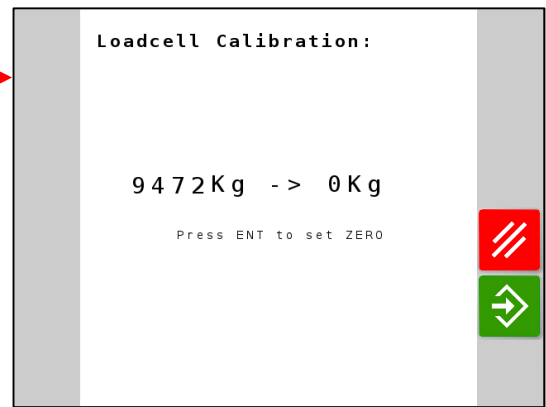 Loadcell Calibration:
9472Kg -> 0Kg
Press ENT to set ZERO